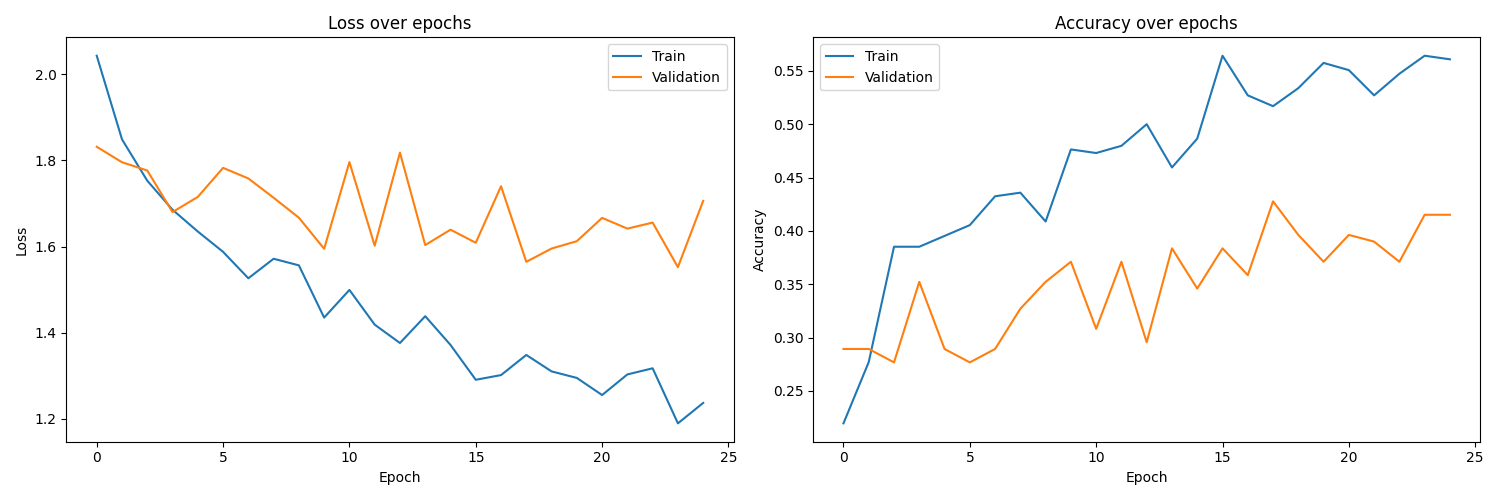 Loss over epochs
Train
Validation
2.0
1.8
1.6
1.4
1.2
Loss
0
5
10
15
20
25
Epoch
Accuracy over epochs
Train
Validation
0.55
0.50
0.45
0.40
0.35
0.30
0.25
Accuracy
0
5
10
15
20
25
Epoch